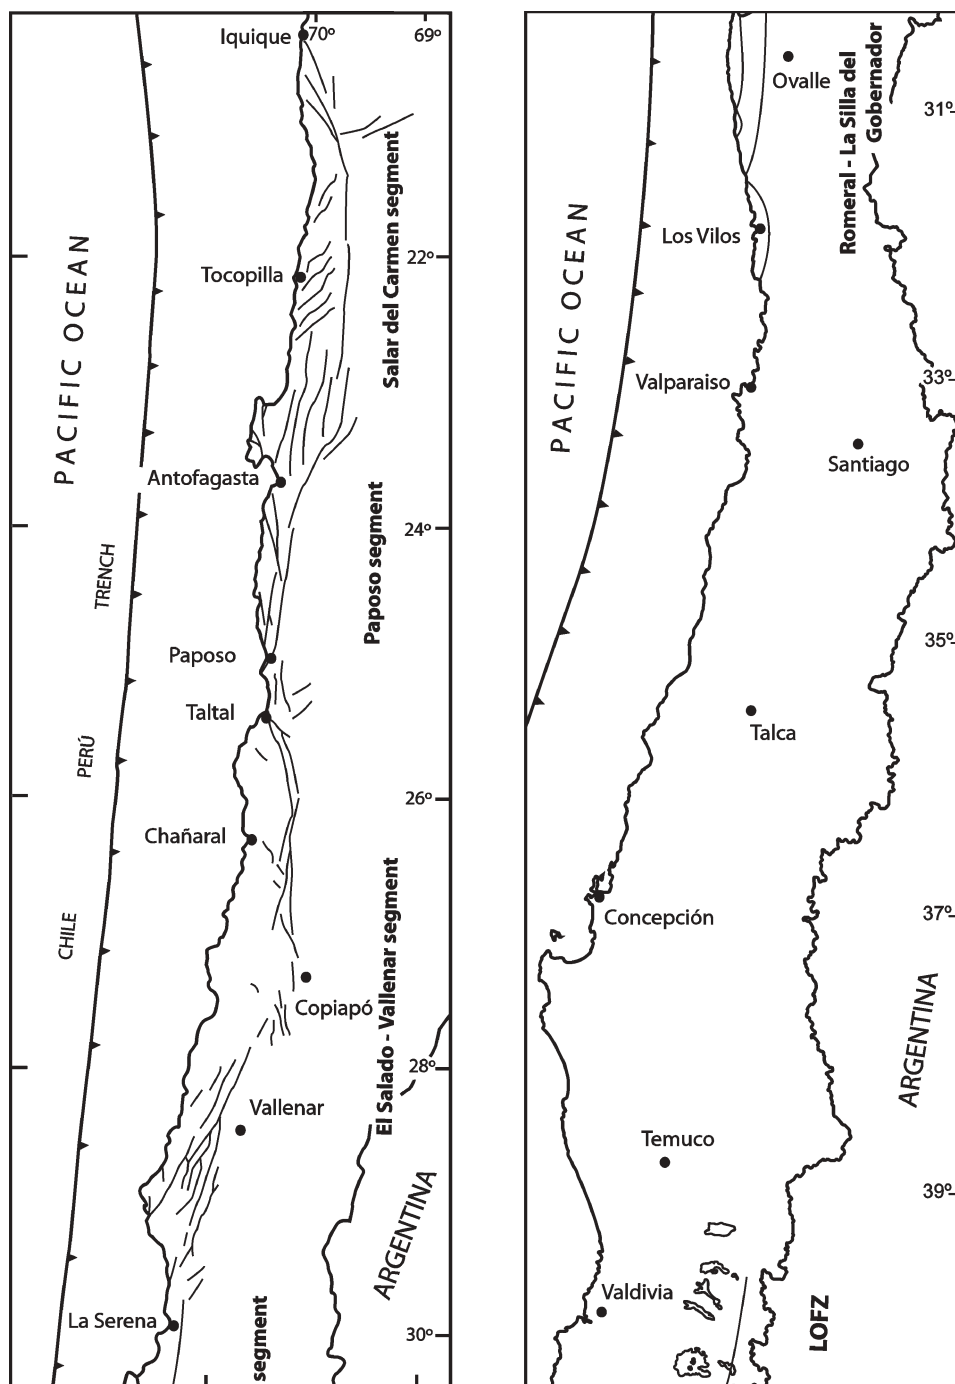 Iquique
70º
69º
Salar del Carmen segment
PACIFIC OCEAN
Tocopilla
22º
Antofagasta
Paposo segment
24º
TRENCH
Paposo
Taltal
PERÚ
26º
Chañaral
El Salado - Vallenar segment
CHILE
Copiapó
28º
Vallenar
ARGENTINA
La Serena
segment
30º
Ovalle
Romeral - La Silla del
Gobernador
31º
PACIFIC OCEAN
Los Vilos
Valparaiso
33º
Santiago
35º
Talca
Concepción
37º
ARGENTINA
Temuco
39º
Valdivia
LOFZ